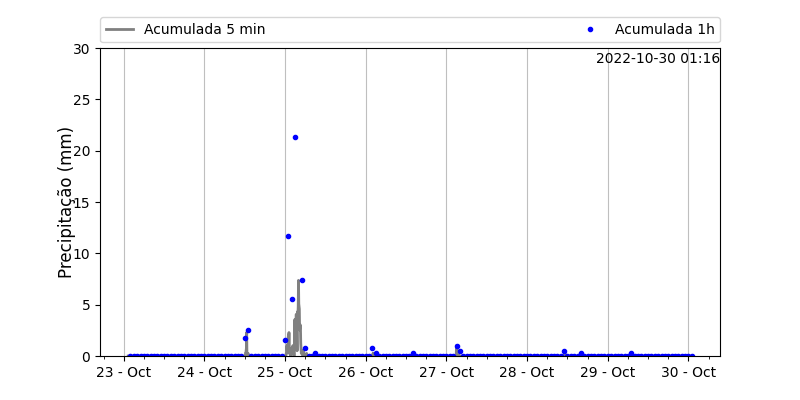 Acumulada 5 min
Acumulada 1h
2022-10-30 01:16
Precipitação (mm)
30
25
20
15
10
5
0
23 - Oct
24 - Oct
25 - Oct
26 - Oct
27 - Oct
28 - Oct
29 - Oct
30 - Oct